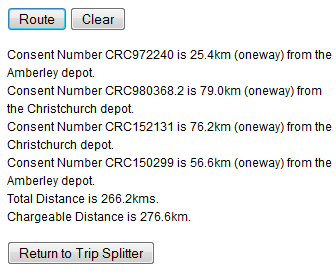 Route Clear
Consent Number CRC972240 is 25.4km (oneway) from the
Amberley depot.
Consent Number CRC980368.2 is 79.0km (oneway) from
the Christchurch depot.
Consent Number CRC152131 is 76.2km (oneway) from the
Christchurch depot.
Consent Number CRC150299 is 56.6km (oneway) from the
Amberley depot.
Total Distance is 266.2kms.
Chargeable Distance is 276.6km.
Return to Trip Splitter